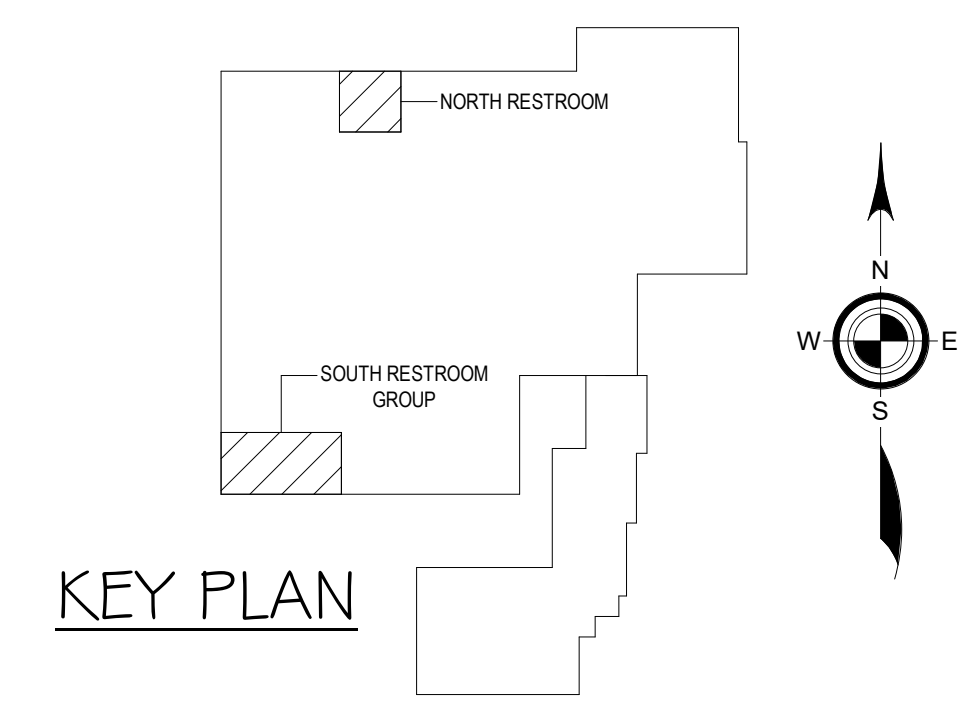 NORTH RESTROOM
SOUTH RESTROOM
GROUP
KEY PLAN
N
W
E
S